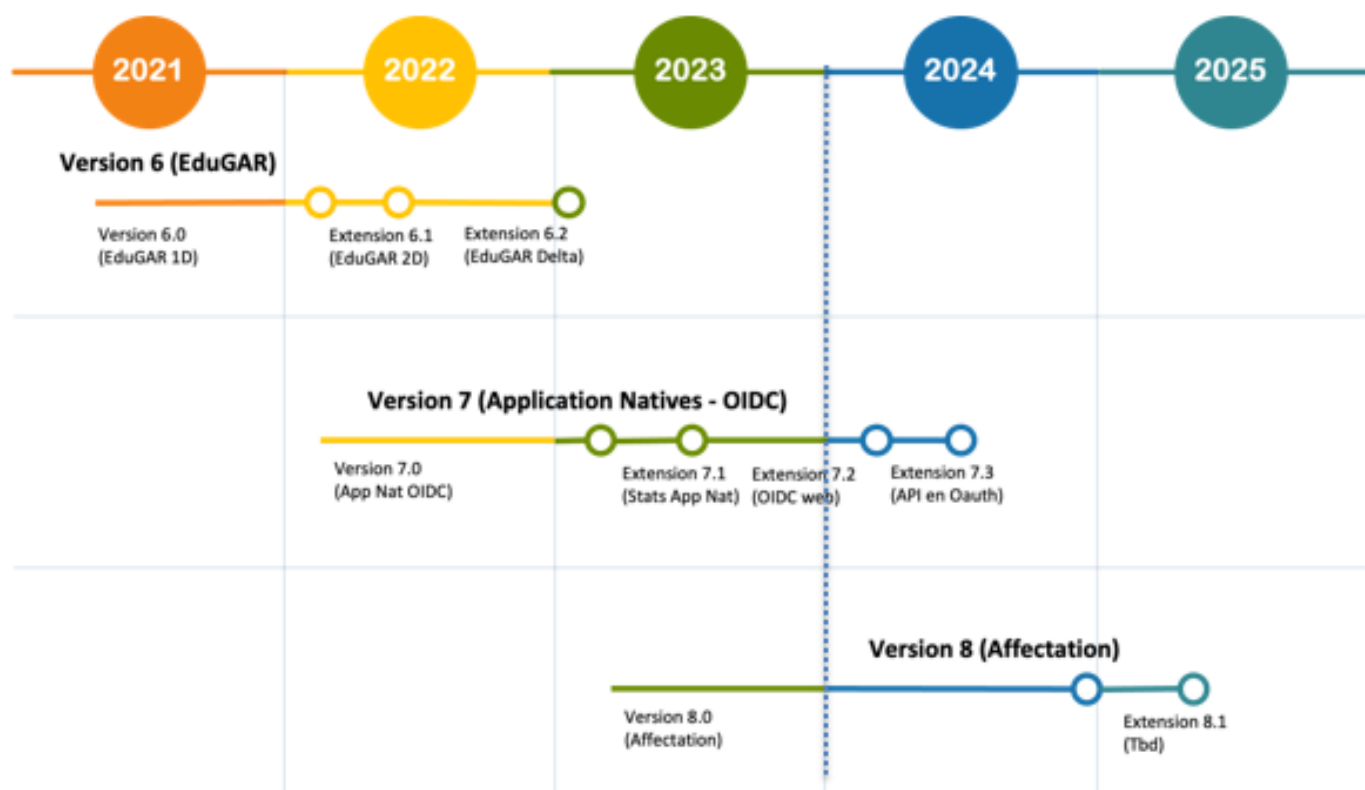 2021
2022
2023
2024
2025
Version 6 (EduGAR)
Version 6.0
(EduGAR 1D)
Extension 6.1
(EduGAR 2D)
Extension 6.2
(EduGAR Delta)
Version 7 (Application Natives - OIDC)
Version 7.0
(App Nat OIDC)
Extension 7.1
(Stats App Nat)
Extension 7.2
(OIDC web)
Extension 7.3
(API en Oauth)
Version 8 (Affectation)
Version 8.0
(Affectation)
Extension 8.1
(Tbd)